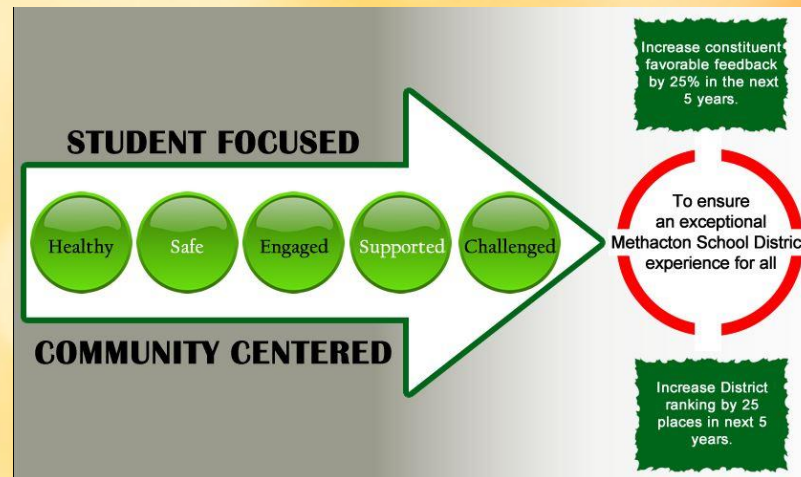 STUDENT FOCUSED
Healthy
Safe
Engaged
Supported
Challenged
COMMUNITY CENTERED
Increase constituent
favorable feedback
by 25% in the next
5 years.
To ensure
an exceptional
Methacton School District
experience for all
Increase District
ranking by 25
places in next 5
years.